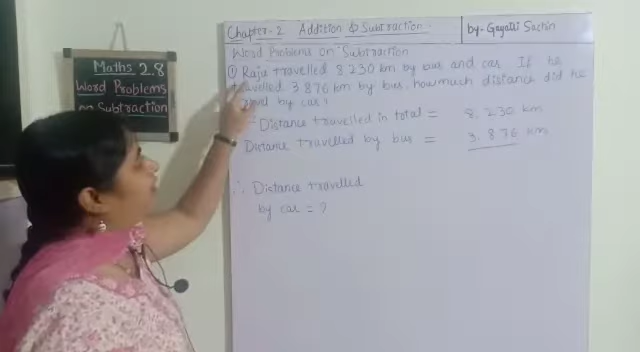 Maths 2.8
Word Problems
on Subtraction
Chapter-2 Addition & Subtraction
by- Gayatri Sachin
Word Problems on Subtraction
① Raju travelled 8,230 km by bus and car. If he
travelled 3,876 km by bus, how much distance did he
travel by car?
Distance travelled in total = 8,230 km
Distance travelled by bus = 3,876 km
∴ Distance travelled
by car = ?